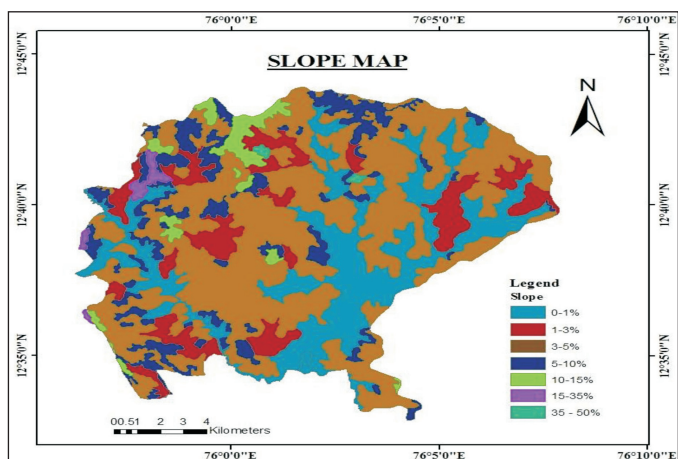 76°0'0"E 76°5'0"E 76°10'0"E
SLOPE MAP
N
12°45'0"N 12°45'0"N
12°40'0"N 12°40'0"N
12°35'0"N 12°35'0"N
Legend
Slope
0-1%
1-3%
3-5%
5-10%
10-15%
15-35%
35 - 50%
00.51 2 3 4
Kilometers
76°0'0"E 76°5'0"E 76°10'0"E